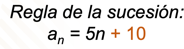 Regla de la sucesión:
aₙ = 5n + 10